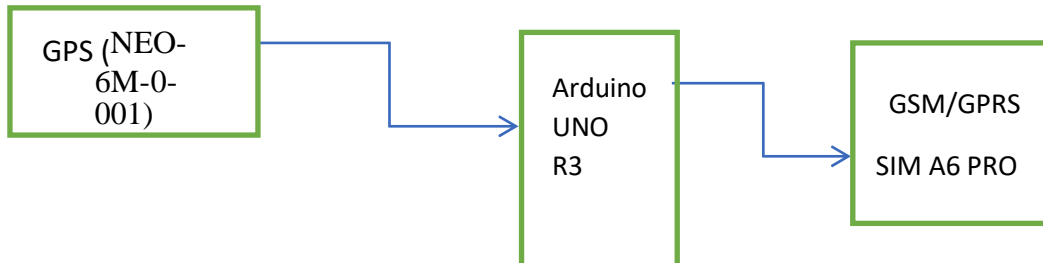 GPS (NEO-
6M-0-
001)
Arduino
UNO
R3
GSM/GPRS
SIM A6 PRO